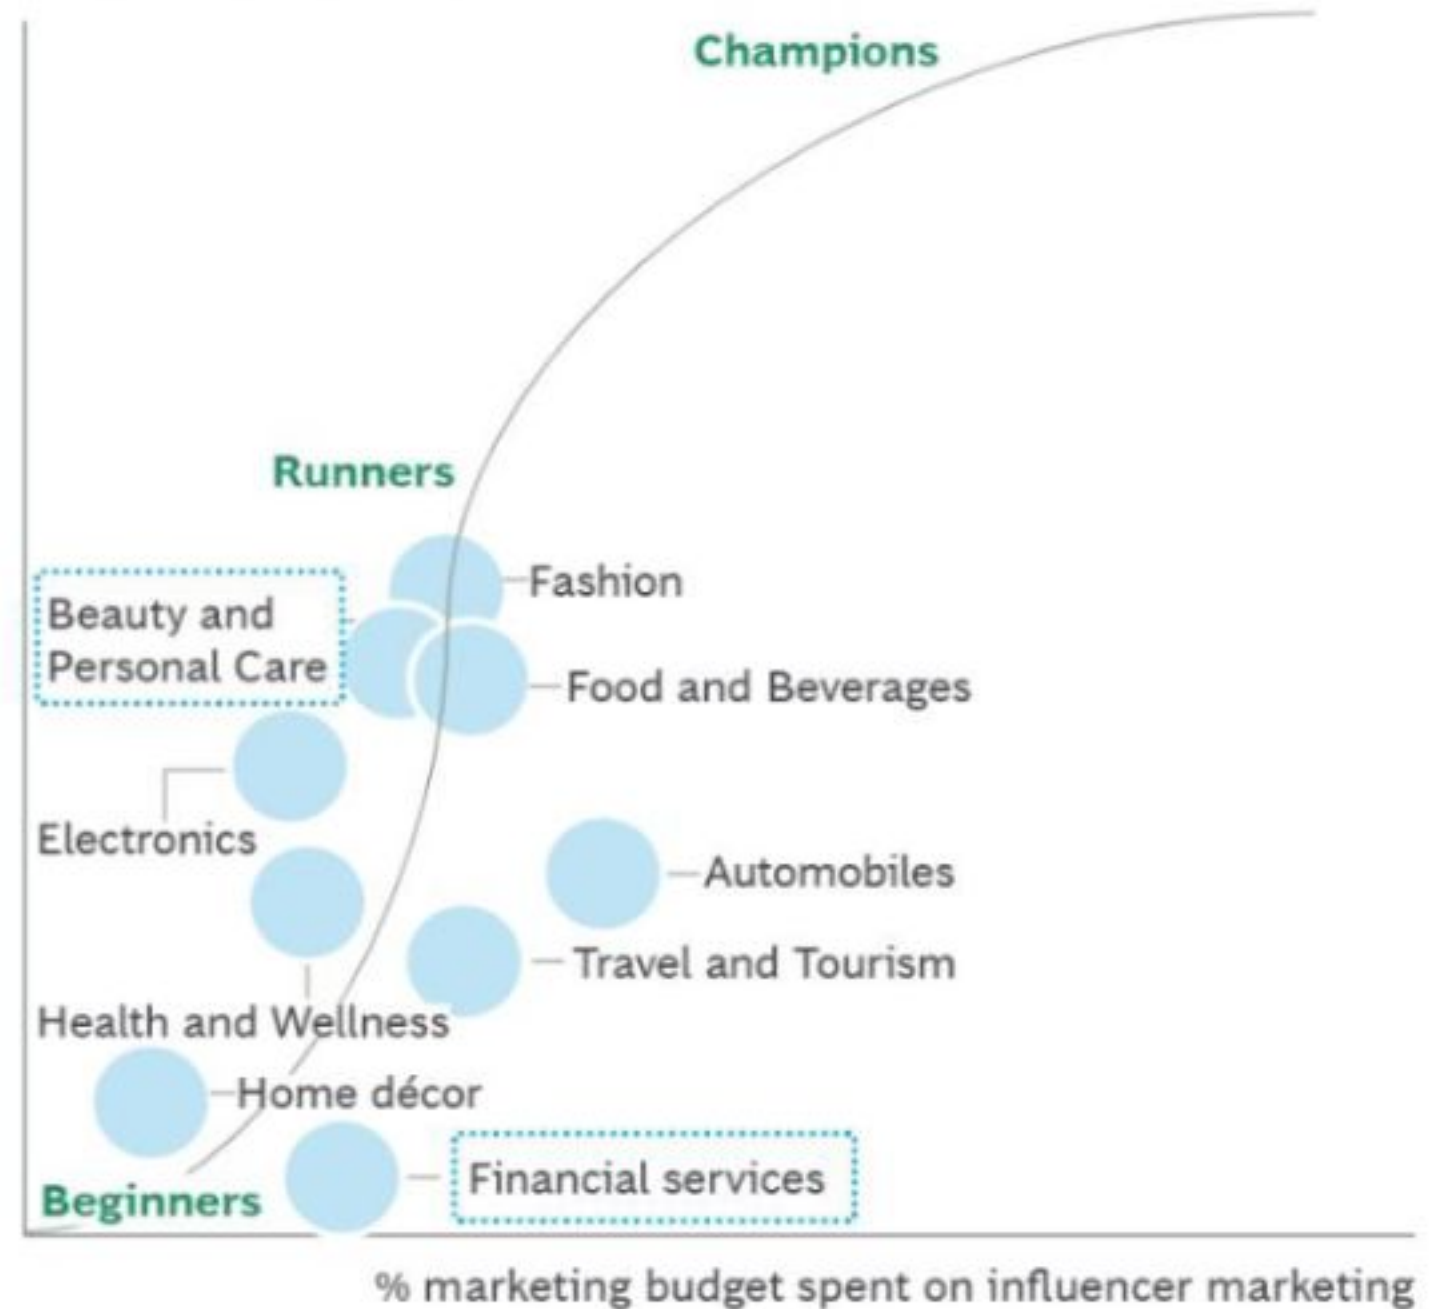 Champions
Runners
Fashion
Beauty and
Personal Care
Food and Beverages
Electronics
Automobiles
Travel and Tourism
Health and Wellness
Home décor
Financial services
Beginners
% marketing budget spent on influencer marketing